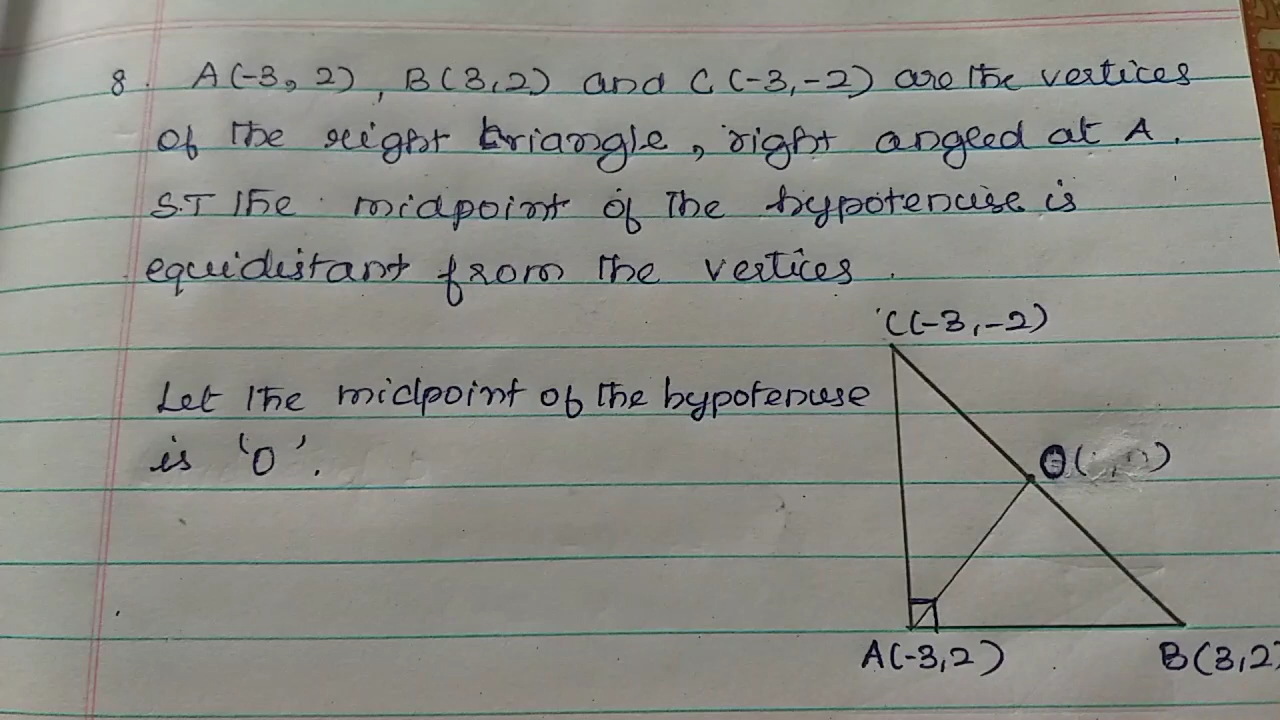 8. A(-3, 2), B(3,2) and C(-3,-2) are the vertices
of the right triangle, right angled at A.
S.T the midpoint of the hypotenuse is
equidistant from the vertices.
C(-3,-2)
Let the midpoint of the hypotenuse
is 'O'.
O( , )
A(-3,2)
B(3,2)